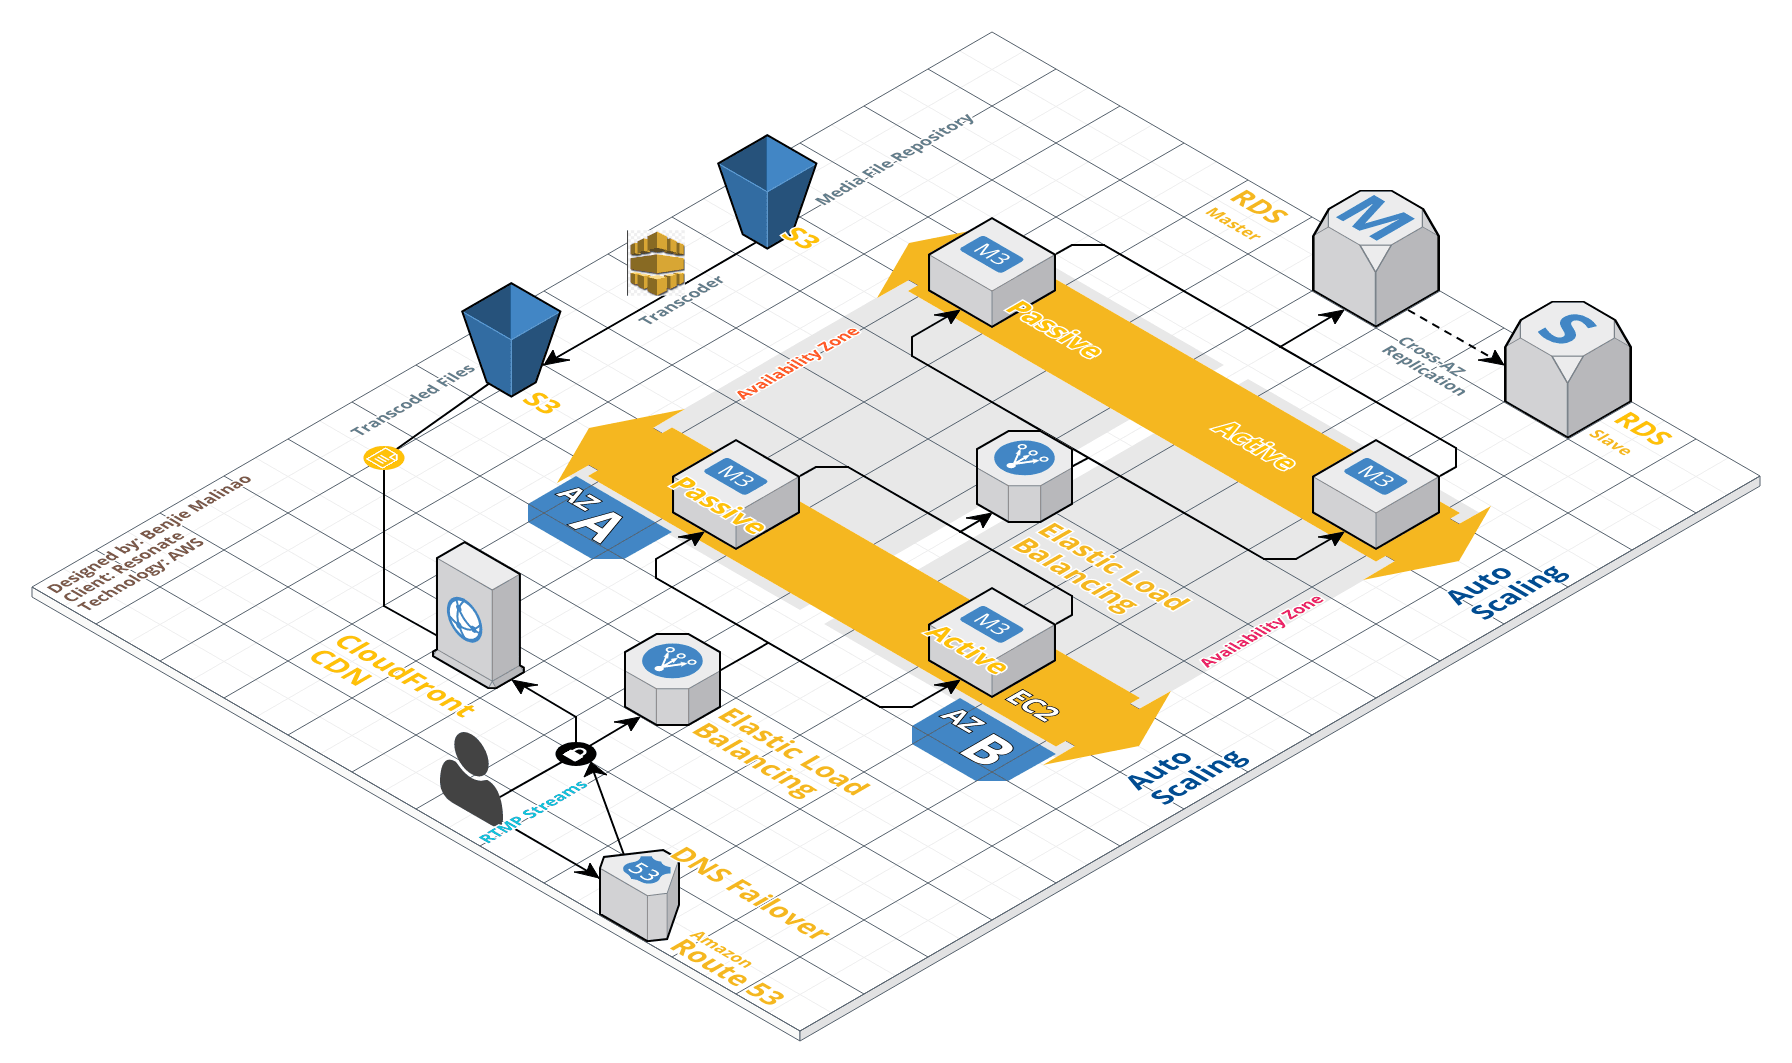 Media File Repository
S3
Transcoder
Transcoded Files
S3
RDS
Master
M
S
Cross-AZ
Replication
RDS
Slave
M3
Passive
Availability Zone
Active
M3
M3
Passive
AZ
A
Elastic Load
Balancing
M3
Active
EC2
AZ
B
Availability Zone
Auto
Scaling
Auto
Scaling
Designed by: Benjie Malinao
Client: Resonate
Technology: AWS
CloudFront
CDN
Elastic Load
Balancing
RTMP Streams
53
DNS Failover
Amazon
Route 53